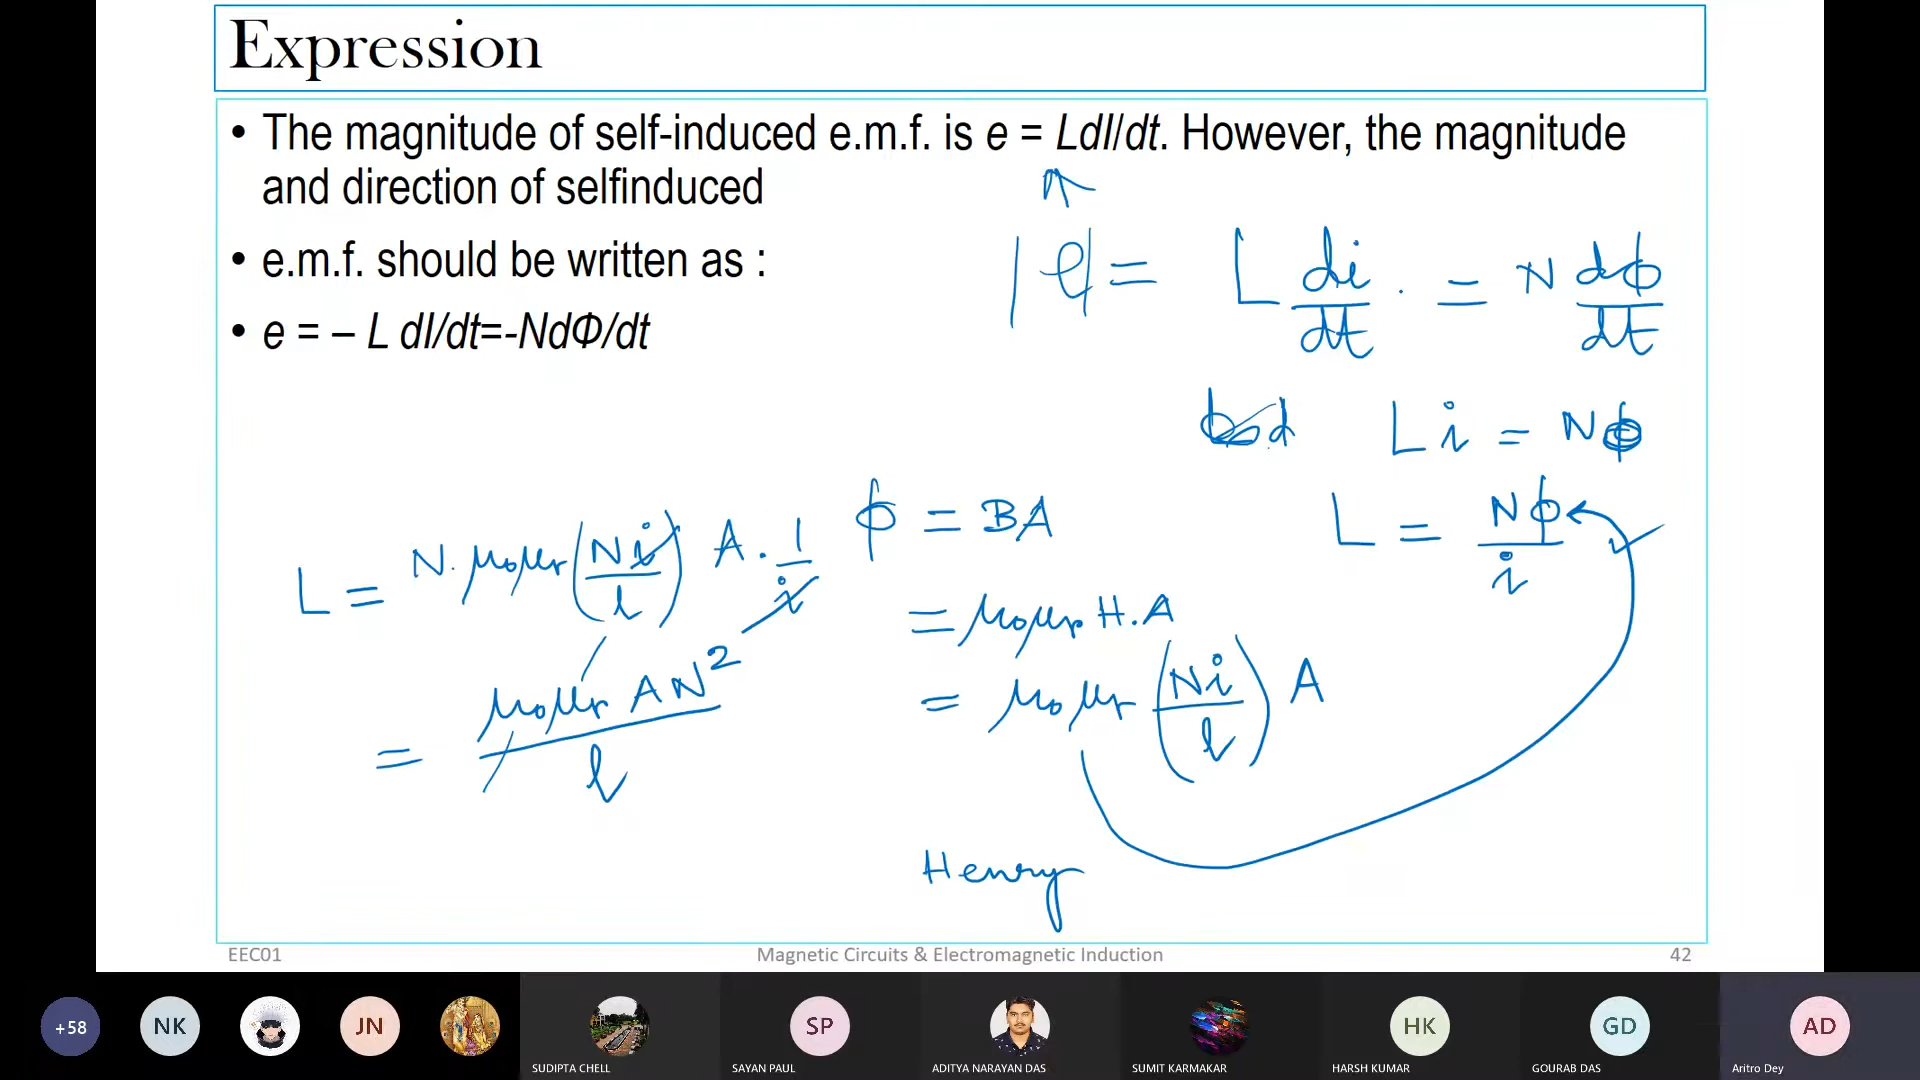 Expression
• The magnitude of self-induced e.m.f. is e = LdI/dt. However, the magnitude
and direction of selfinduced
• e.m.f. should be written as :
• e = – L dI/dt=-NdΦ/dt
|e| = L di/dt . = N dϕ/dt
Li = Nϕ
L = Nϕ/i
ϕ = BA
= μ₀μr H.A
= μ₀μr (Ni/l) A
L = N. μ₀μr (Ni/l) A . 1/i
= μ₀μr AN²/l
Henry
EEC01
Magnetic Circuits & Electromagnetic Induction
42
+58
NK
JN
SUDIPTA CHELL
SP
SAYAN PAUL
ADITYA NARAYAN DAS
SUMIT KARMAKAR
HK
HARSH KUMAR
GD
GOURAB DAS
AD
Aritro Dey